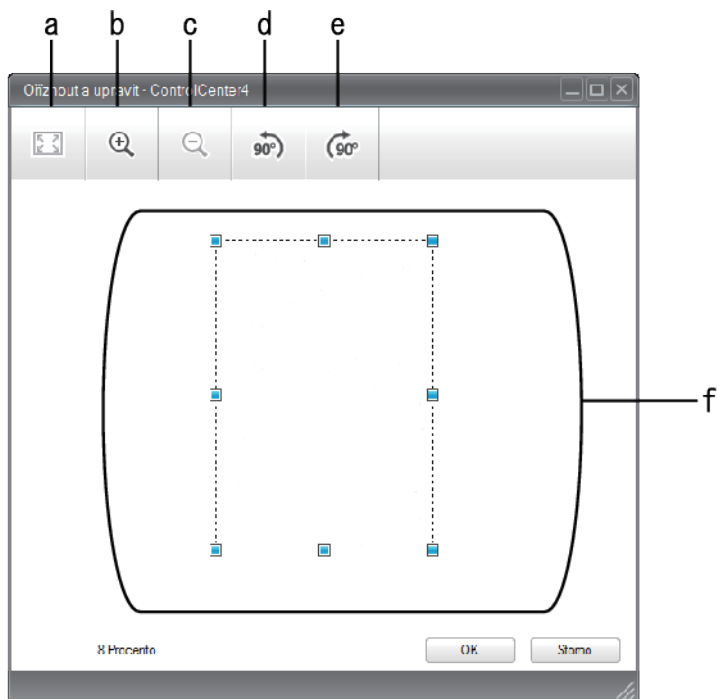 a b c d e
Oříznout a upravit - ControlCenter4
90° 90°
f
8 Procento OK Storno